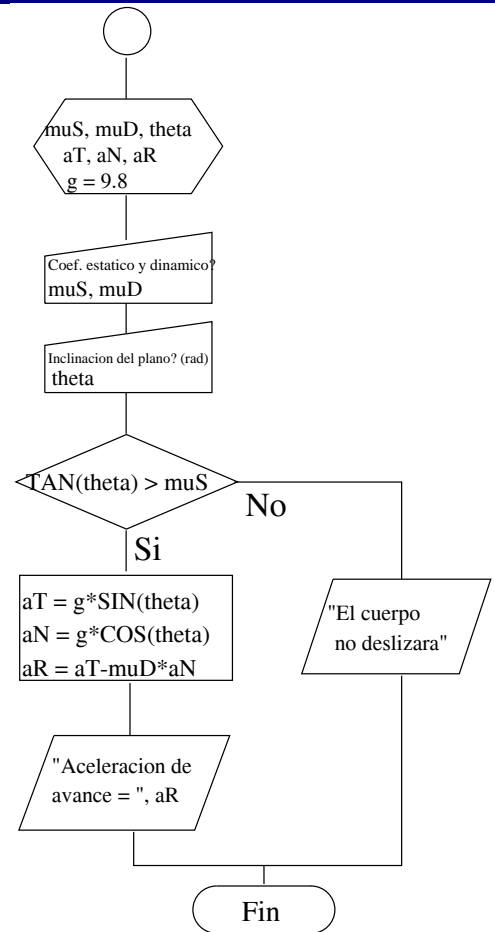 muS, muD, theta
aT, aN, aR
g = 9.8
Coef. estatico y dinamico?
muS, muD
Inclinacion del plano? (rad)
theta
TAN(theta) > muS
No
Si
aT = g*SIN(theta)
aN = g*COS(theta)
aR = aT-muD*aN
"El cuerpo
no deslizara"
"Aceleracion de
avance = ", aR
Fin